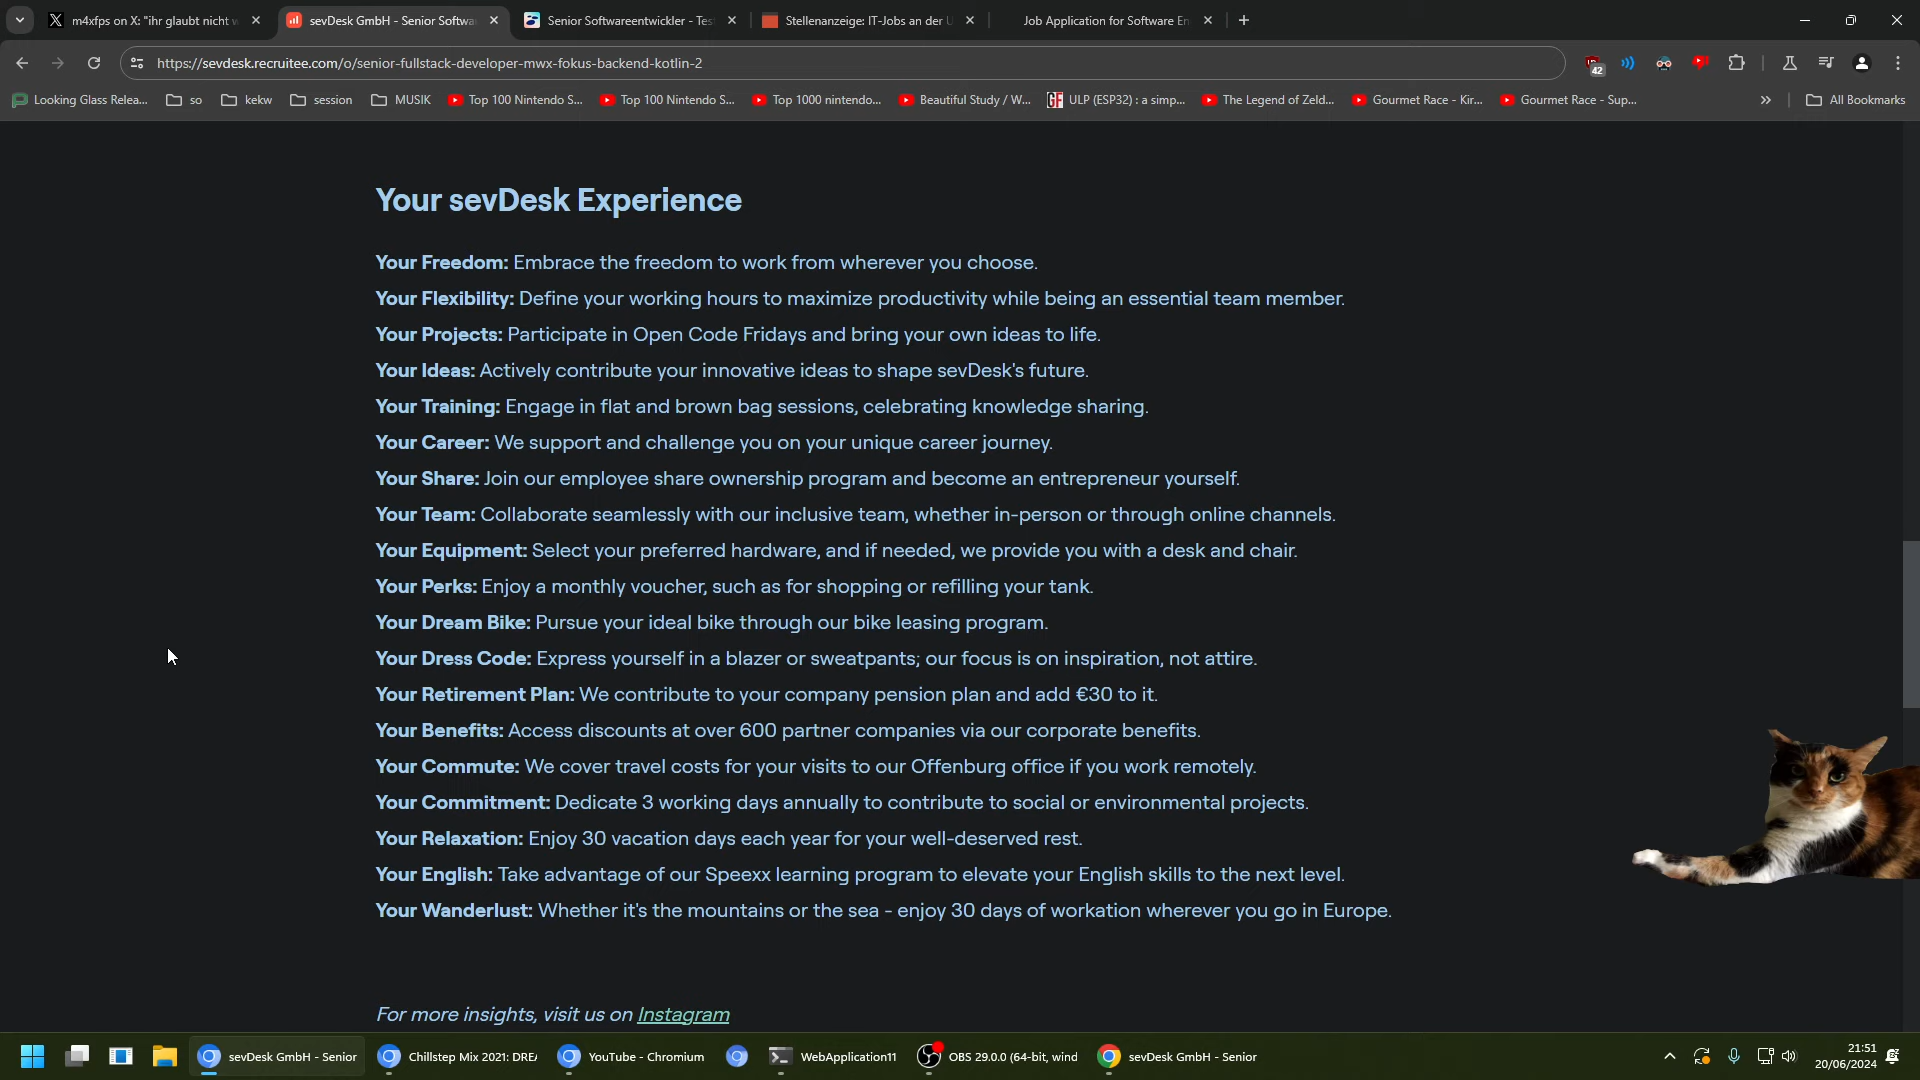 m4xfps on X: "ihr glaubt nicht w
sevDesk GmbH - Senior Softwa
Senior Softwareentwickler - Tes
Stellenanzeige: IT-Jobs an der U
Job Application for Software En
https://sevdesk.recruitee.com/o/senior-fullstack-developer-mwx-fokus-backend-kotlin-2
42
Looking Glass Relea...
so
kekw
session
MUSIK
Top 100 Nintendo S...
Top 100 Nintendo S...
Top 1000 nintendo...
Beautiful Study / W...
ULP (ESP32) : a simp...
The Legend of Zeld...
Gourmet Race - Kir...
Gourmet Race - Sup...
»
All Bookmarks
Your sevDesk Experience
Your Freedom: Embrace the freedom to work from wherever you choose.
Your Flexibility: Define your working hours to maximize productivity while being an essential team member.
Your Projects: Participate in Open Code Fridays and bring your own ideas to life.
Your Ideas: Actively contribute your innovative ideas to shape sevDesk's future.
Your Training: Engage in flat and brown bag sessions, celebrating knowledge sharing.
Your Career: We support and challenge you on your unique career journey.
Your Share: Join our employee share ownership program and become an entrepreneur yourself.
Your Team: Collaborate seamlessly with our inclusive team, whether in-person or through online channels.
Your Equipment: Select your preferred hardware, and if needed, we provide you with a desk and chair.
Your Perks: Enjoy a monthly voucher, such as for shopping or refilling your tank.
Your Dream Bike: Pursue your ideal bike through our bike leasing program.
Your Dress Code: Express yourself in a blazer or sweatpants; our focus is on inspiration, not attire.
Your Retirement Plan: We contribute to your company pension plan and add €30 to it.
Your Benefits: Access discounts at over 600 partner companies via our corporate benefits.
Your Commute: We cover travel costs for your visits to our Offenburg office if you work remotely.
Your Commitment: Dedicate 3 working days annually to contribute to social or environmental projects.
Your Relaxation: Enjoy 30 vacation days each year for your well-deserved rest.
Your English: Take advantage of our Speexx learning program to elevate your English skills to the next level.
Your Wanderlust: Whether it's the mountains or the sea - enjoy 30 days of workation wherever you go in Europe.
For more insights, visit us on Instagram
sevDesk GmbH - Senior
Chillstep Mix 2021: DREA
YouTube - Chromium
WebApplication11
OBS 29.0.0 (64-bit, wind
sevDesk GmbH - Senior
21:51
20/06/2024